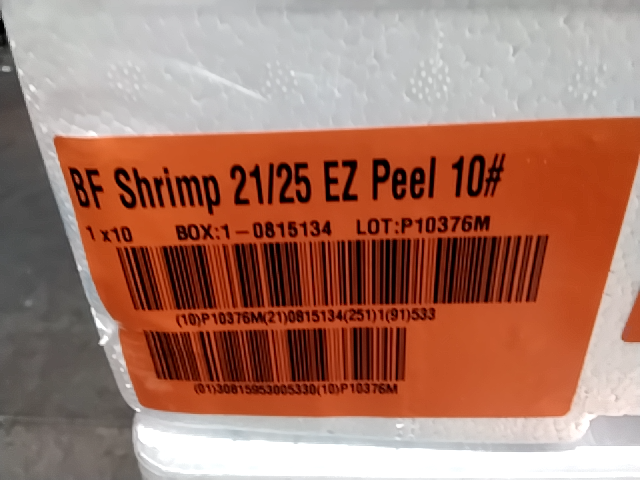 BF Shrimp 21/25 EZ Peel 10#
1 x10 BOX:1-0815134 LOT:P10376M
(10)P10376M(21)0815134(251)1(91)533
(01)30815953005330(10)P10376M